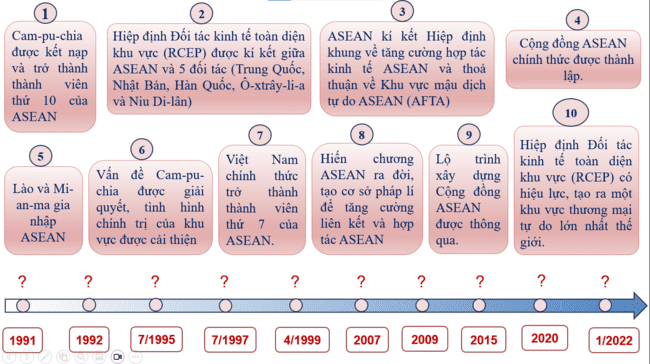 1
Cam-pu-chia
được kết nạp
và trở thành
thành viên
thứ 10 của
ASEAN
2
Hiệp định Đối tác kinh tế toàn diện
khu vực (RCEP) được kí kết giữa
ASEAN và 5 đối tác (Trung Quốc,
Nhật Bản, Hàn Quốc, Ô-xtrây-li-a
và Niu Di-lân)
3
ASEAN kí kết Hiệp định
khung về tăng cường hợp tác
kinh tế ASEAN và thoả
thuận về Khu vực mậu dịch
tự do ASEAN (AFTA)
4
Cộng đồng ASEAN
chính thức được thành
lập.
5
Lào và Mi-
an-ma gia
nhập
ASEAN
6
Vấn đề Cam-pu-
chia được giải
quyết, tình hình
chính trị của khu
vực được cải thiện
7
Việt Nam
chính thức
trở thành
thành viên
thứ 7 của
ASEAN.
8
Hiến chương
ASEAN ra đời,
tạo cơ sở pháp lí
để tăng cường
liên kết và hợp
tác ASEAN
9
Lộ trình
xây dựng
Cộng đồng
ASEAN
được thông
qua.
10
Hiệp định Đối tác
kinh tế toàn diện
khu vực (RCEP) có
hiệu lực, tạo ra một
khu vực thương mại
tự do lớn nhất thế
giới.
? ? ? ? ? ? ? ? ? ?
1991 1992 7/1995 7/1997 4/1999 2007 2009 2015 2020 1/2022